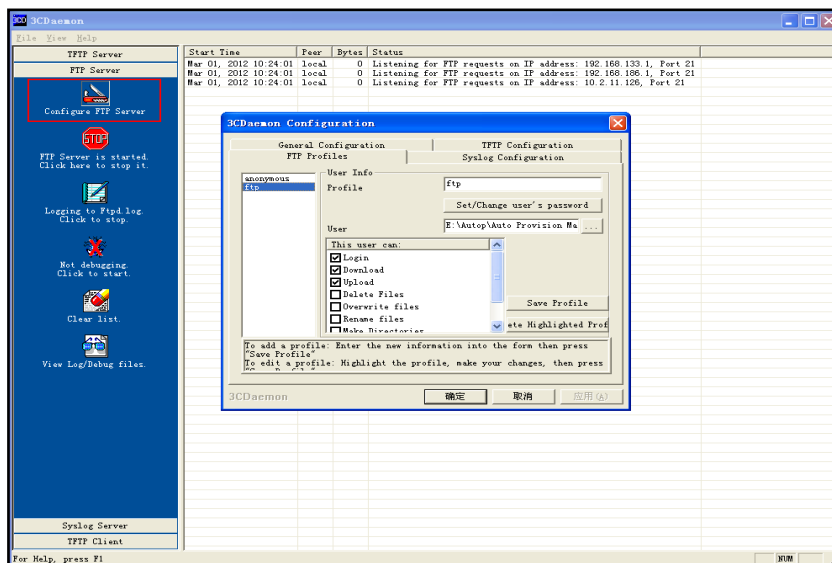 3CD 3CDaemon
File View Help
TFTP Server
FTP Server
Configure FTP Server
STOP
FTP Server is started.
Click here to stop it.
Logging to Ftpd.log.
Click to stop.
Not debugging.
Click to start.
Clear list.
View Log/Debug files.
Syslog Server
TFTP Client
For Help, press F1
NUM
Start Time Peer Bytes Status
Mar 01, 2012 10:24:01 local 0 Listening for FTP requests on IP address: 192.168.133.1, Port 21
Mar 01, 2012 10:24:01 local 0 Listening for FTP requests on IP address: 192.168.186.1, Port 21
Mar 01, 2012 10:24:01 local 0 Listening for FTP requests on IP address: 10.2.11.126, Port 21
3CDaemon Configuration
General Configuration TFTP Configuration
FTP Profiles Syslog Configuration
anonymous
ftp
User Info
Profile ftp
Set/Change user's password
User E:\Autop\Auto Provision Ma ...
This user can:
Login
Download
Upload
Delete Files
Overwrite files
Rename files
Make Directories
Save Profile
ete Highlighted Prof
To add a profile: Enter the new information into the form then press
"Save Profile"
To edit a profile: Highlight the profile, make your changes, then press
3CDaemon
确定 取消 应用(A)